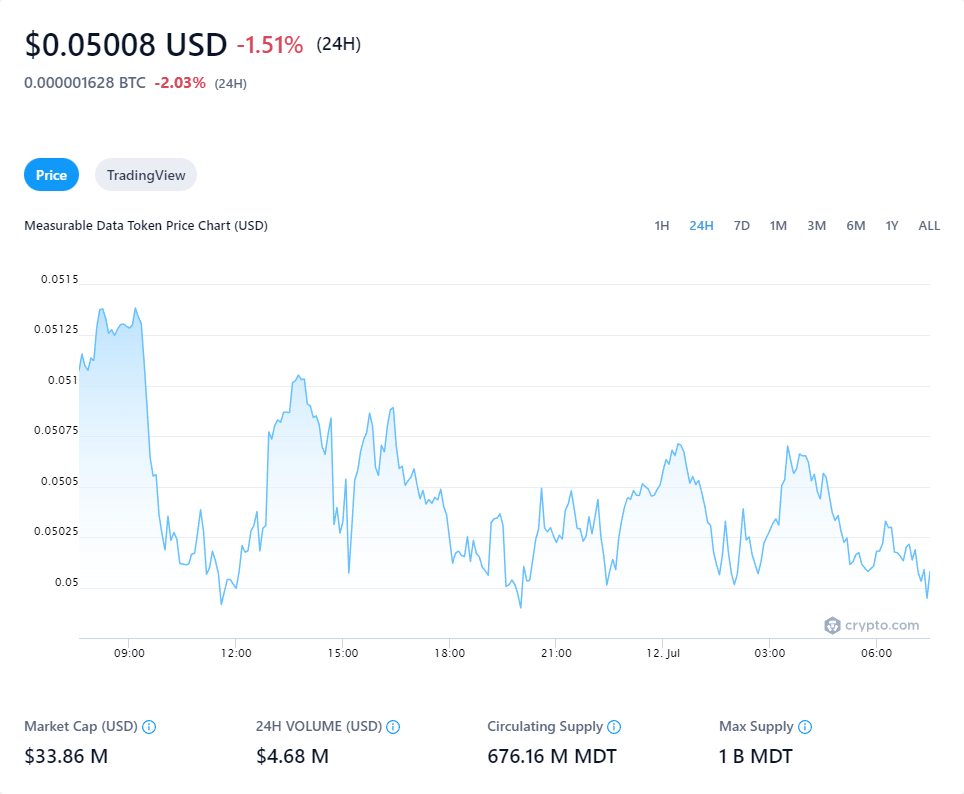 $0.05008 USD -1.51% (24H)
0.000001628 BTC -2.03% (24H)
Price TradingView
Measurable Data Token Price Chart (USD) 1H 24H 7D 1M 3M 6M 1Y ALL
0.0515
0.05125
0.051
0.05075
0.0505
0.05025
0.05
crypto.com
09:00 12:00 15:00 18:00 21:00 12. Jul 03:00 06:00
Market Cap (USD) 24H VOLUME (USD) Circulating Supply Max Supply
$33.86 M $4.68 M 676.16 M MDT 1 B MDT